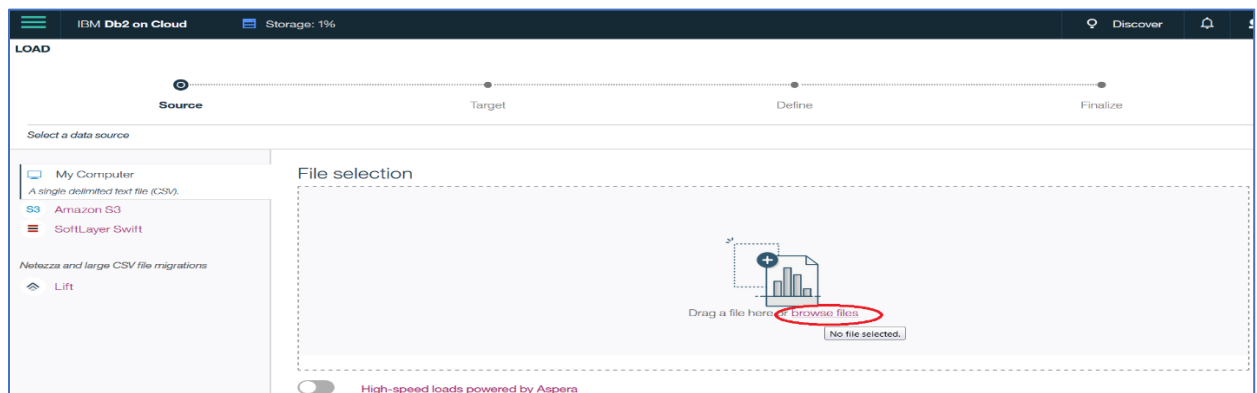 IBM Db2 on Cloud
Storage: 1%
Discover
LOAD
Source
Target
Define
Finalize
Select a data source
My Computer
A single delimited text file (CSV).
S3 Amazon S3
SoftLayer Swift
Netezza and large CSV file migrations
Lift
File selection
Drag a file here or browse files
No file selected.
High-speed loads powered by Aspera